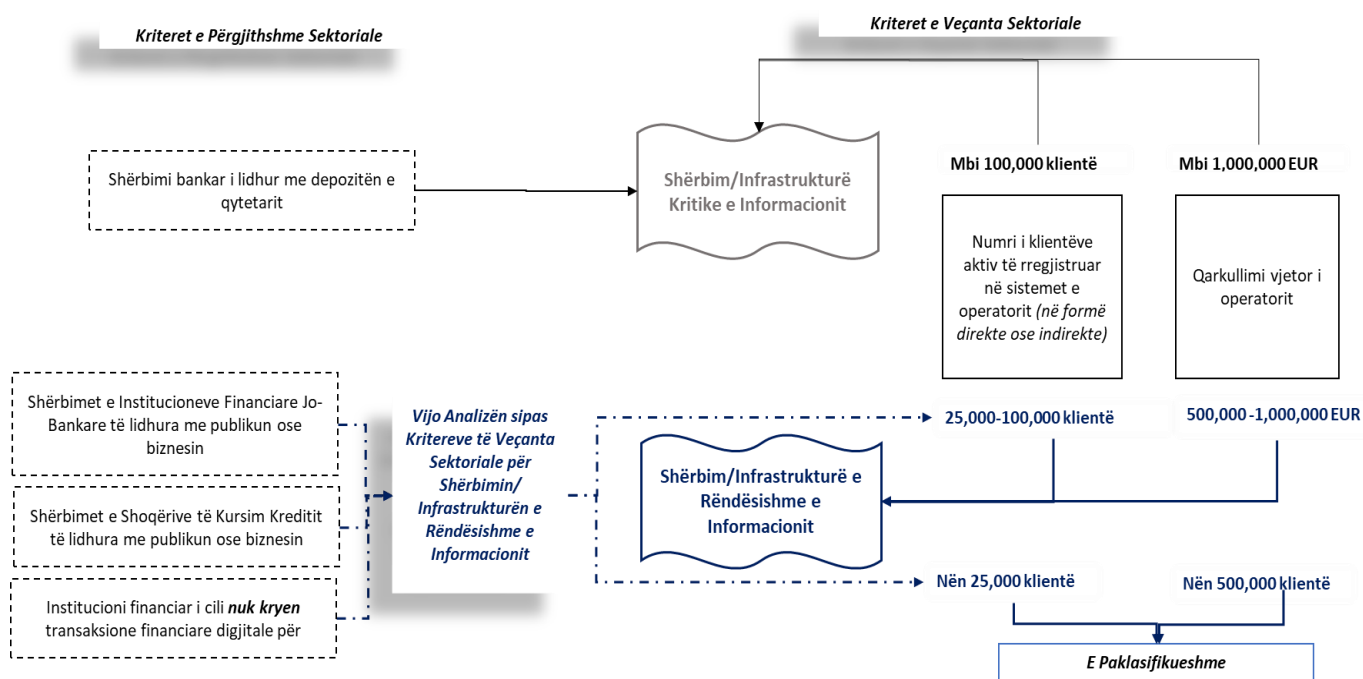 Kriteret e Përgjithshme Sektoriale
Kriteret e Veçanta Sektoriale
Shërbimi bankar i lidhur me depozitën e
qytetarit
Shërbim/Infrastrukturë
Kritike e Informacionit
Mbi 100,000 klientë
Mbi 1,000,000 EUR
Numri i klientëve
aktiv të rregjistruar
në sistemet e
operatorit (në formë
direkte ose indirekte)
Qarkullimi vjetor i
operatorit
Shërbimet e Institucioneve Financiare Jo-
Bankare të lidhura me publikun ose
biznesin
Shërbimet e Shoqërive të Kursim Kreditit
të lidhura me publikun ose biznesin
Institucioni financiar i cili nuk kryen
transaksione financiare digjitale për
Vijo Analizën sipas
Kritereve të Veçanta
Sektoriale për
Shërbimin/
Infrastrukturën e
Rëndësishme e
Informacionit
25,000-100,000 klientë
500,000 -1,000,000 EUR
Shërbim/Infrastrukturë e
Rëndësishme e
Informacionit
Nën 25,000 klientë
Nën 500,000 klientë
E Paklasifikueshme